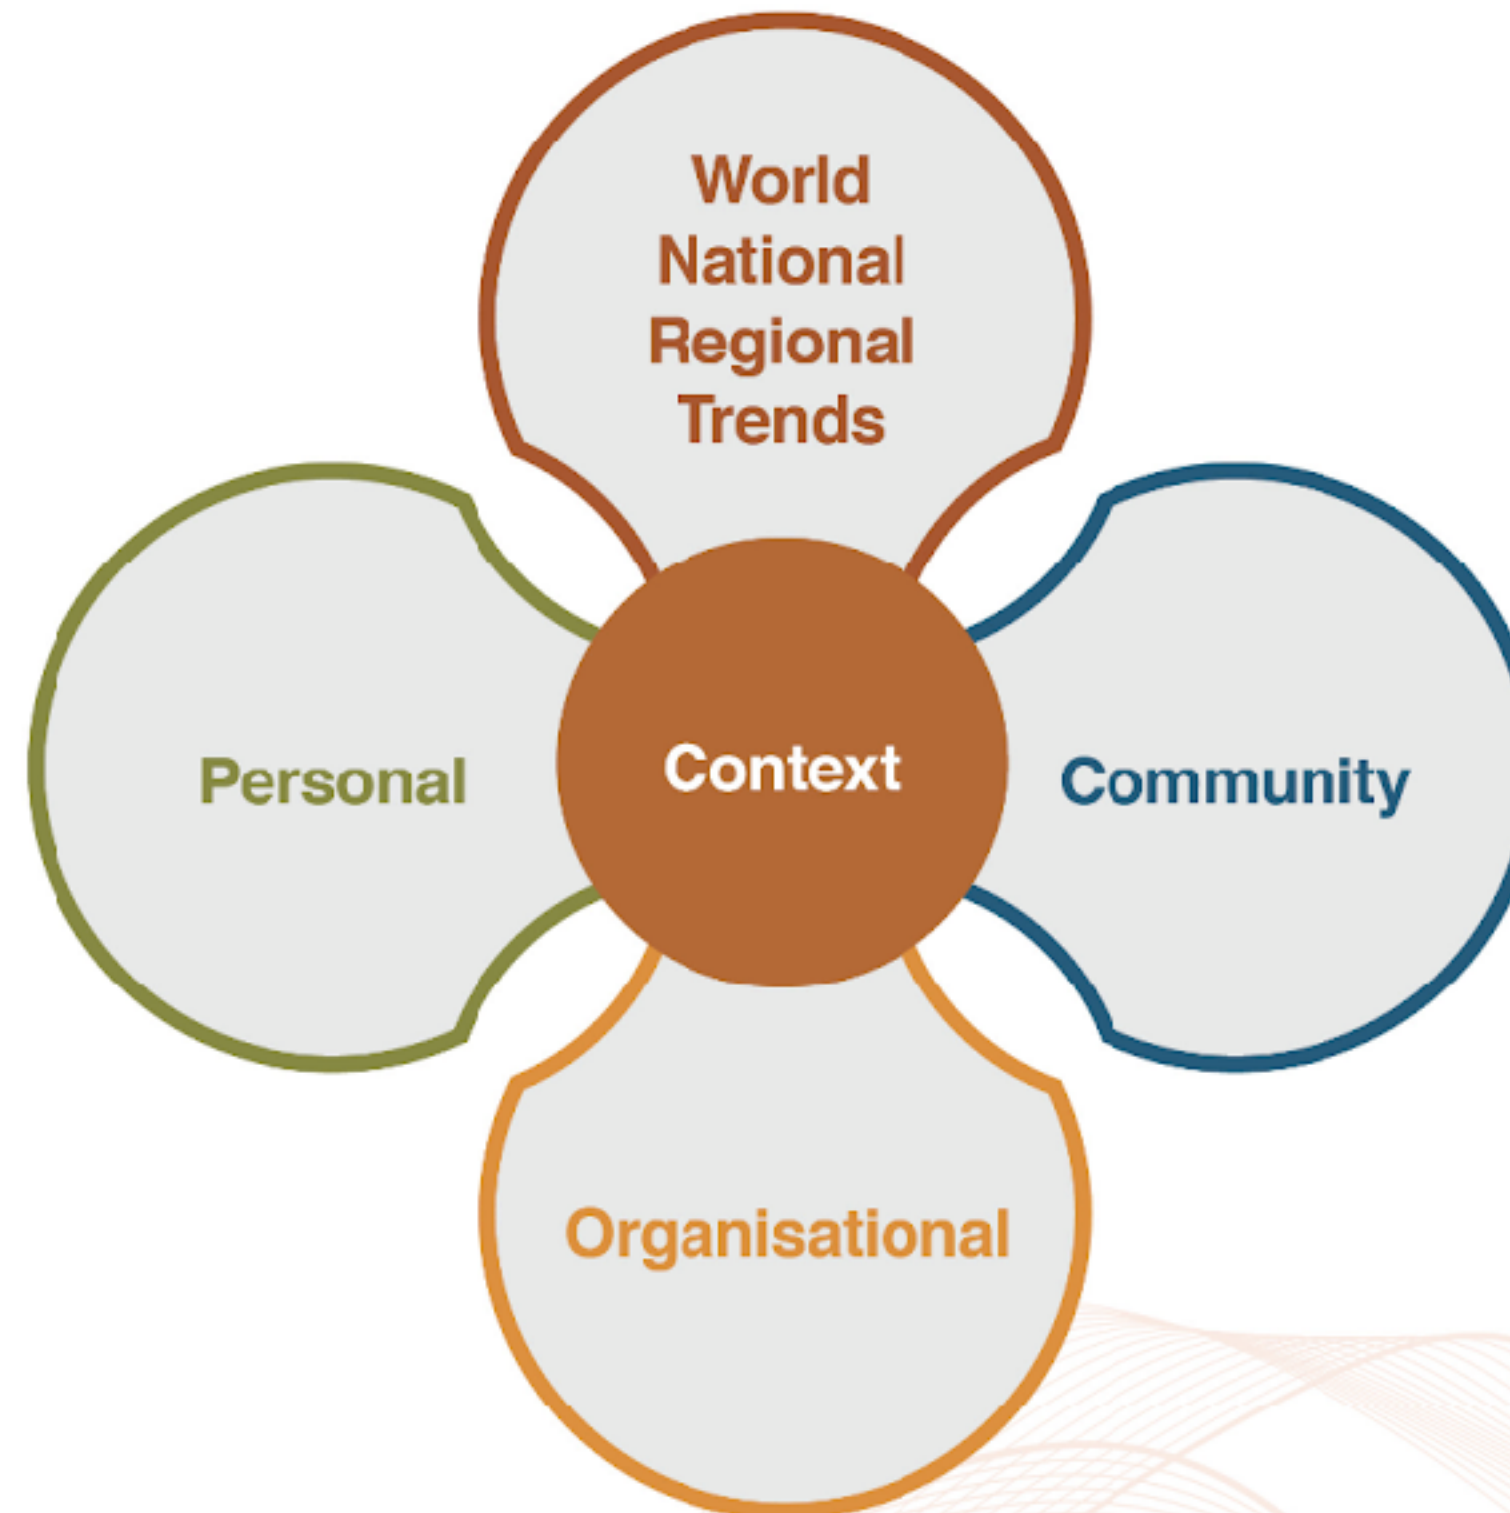 World
National
Regional
Trends
Personal
Context
Community
Organisational